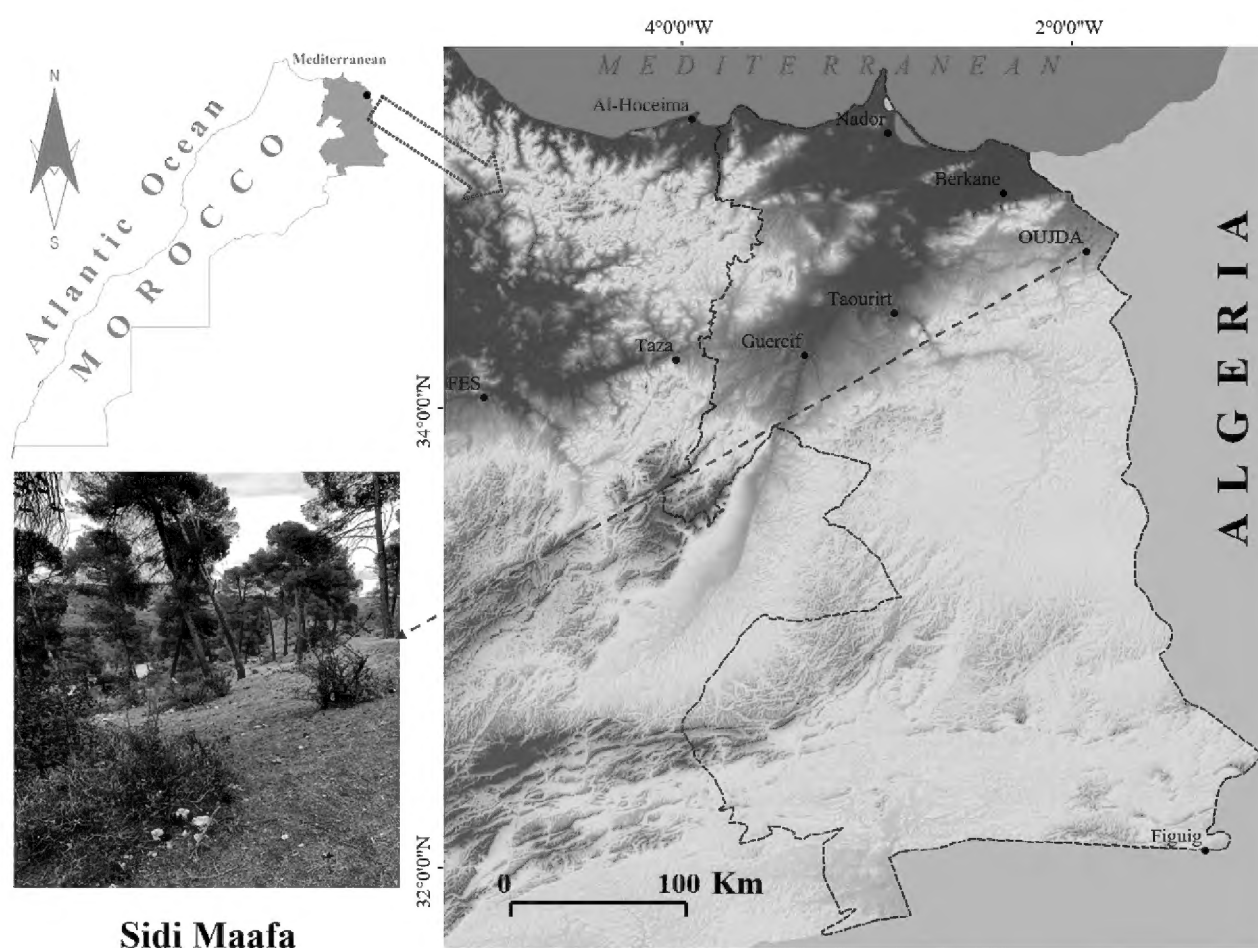 4°0'0"W
2°0'0"W
Mediterranean
N
S
Atlantic Ocean
MOROCCO
MEDITERRANEAN
Al-Hoceima
Nador
Berkane
OUJDA
Taourirt
Guercif
Taza
FES
34°0'0"N
32°0'0"N
ALGERIA
Figuig
0
100 Km
Sidi Maafa